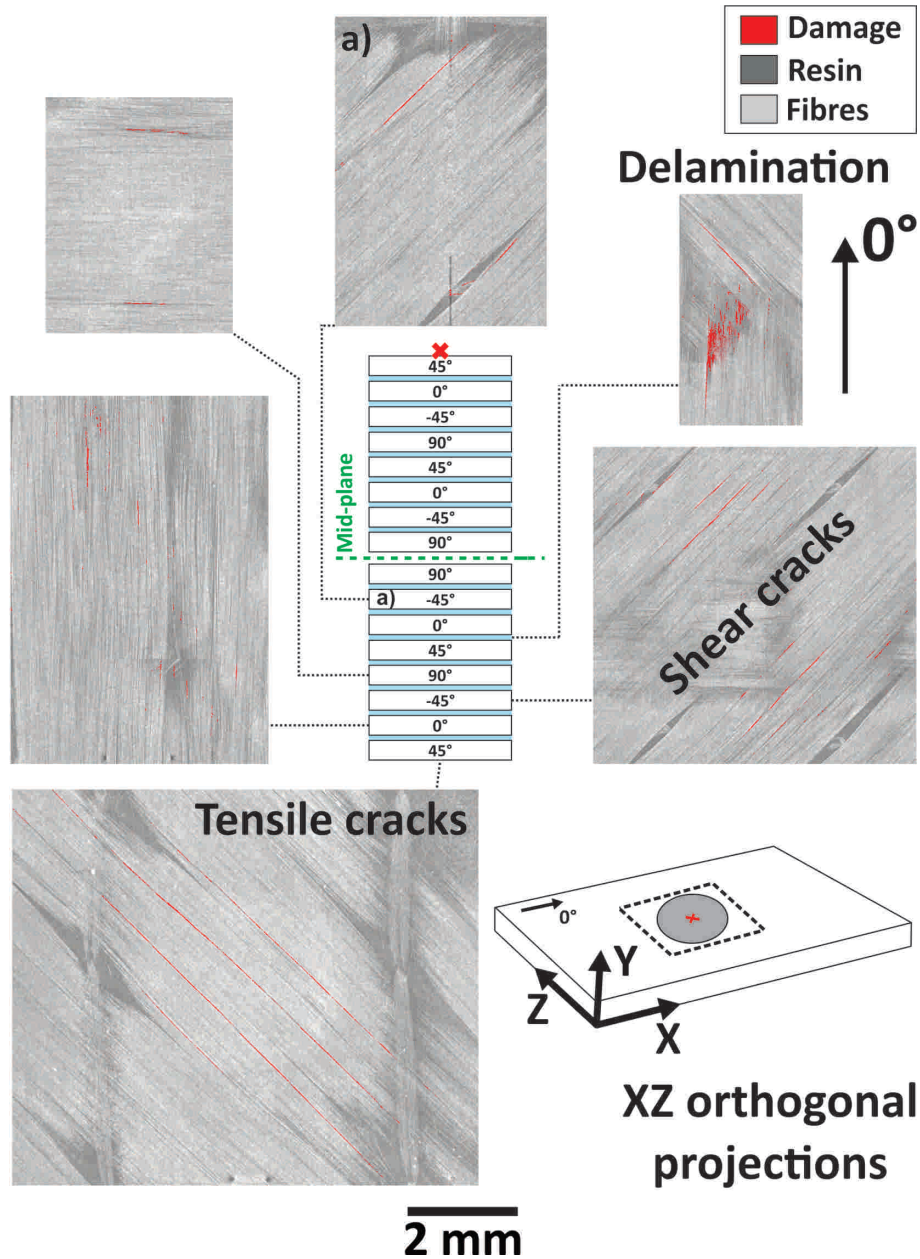 a)
Damage
Resin
Fibres
Delamination
0°
45°
0°
-45°
90°
45°
0°
-45°
90°
Mid-plane
90°
a) -45°
0°
45°
90°
-45°
0°
45°
Shear cracks
Tensile cracks
0°
Y
Z
X
XZ orthogonal
projections
2 mm